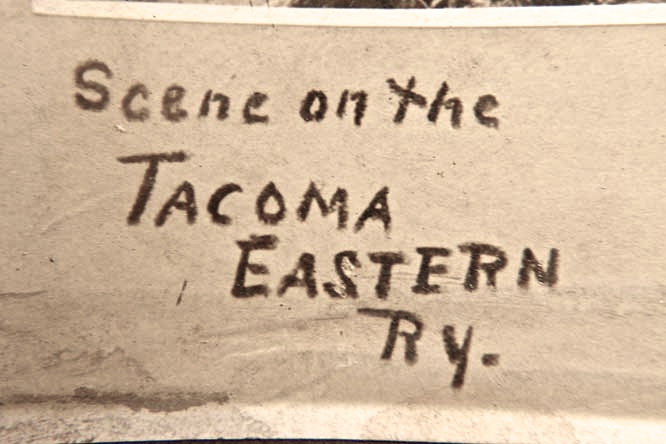 Scene on the
TACOMA
EASTERN
Ry.